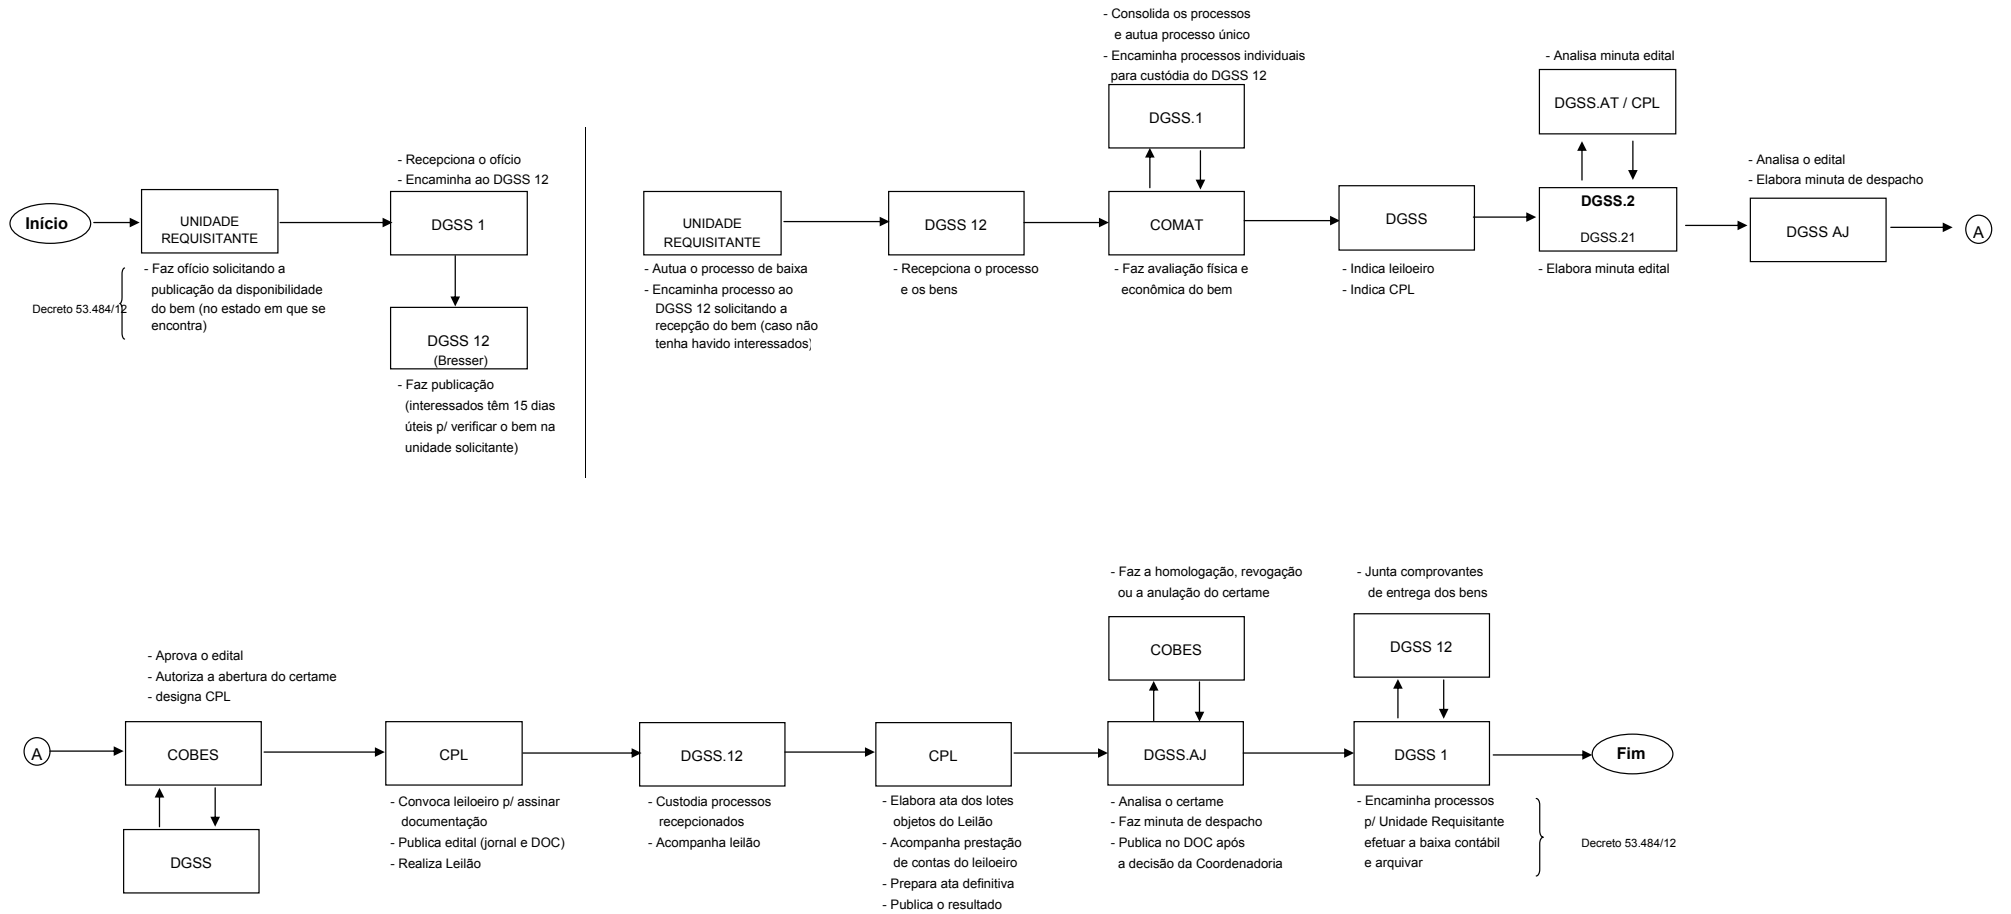 Início
UNIDADE
REQUISITANTE
Decreto 53.484/12
- Faz ofício solicitando a
publicação da disponibilidade
do bem (no estado em que se
encontra)
- Recepciona o ofício
- Encaminha ao DGSS 12
DGSS 1
DGSS 12
(Bresser)
- Faz publicação
(interessados têm 15 dias
úteis p/ verificar o bem na
unidade solicitante)
UNIDADE
REQUISITANTE
- Autua o processo de baixa
- Encaminha processo ao
DGSS 12 solicitando a
recepção do bem (caso não
tenha havido interessados)
DGSS 12
- Recepciona o processo
e os bens
- Consolida os processos
e autua processo único
- Encaminha processos individuais
para custódia do DGSS 12
DGSS.1
COMAT
- Faz avaliação física e
econômica do bem
DGSS
- Indica leiloeiro
- Indica CPL
- Analisa minuta edital
DGSS.AT / CPL
DGSS.2
DGSS.21
- Elabora minuta edital
- Analisa o edital
- Elabora minuta de despacho
DGSS AJ
A
A
- Aprova o edital
- Autoriza a abertura do certame
- designa CPL
COBES
DGSS
CPL
- Convoca leiloeiro p/ assinar
documentação
- Publica edital (jornal e DOC)
- Realiza Leilão
DGSS.12
- Custodia processos
recepcionados
- Acompanha leilão
CPL
- Elabora ata dos lotes
objetos do Leilão
- Acompanha prestação
de contas do leiloeiro
- Prepara ata definitiva
- Publica o resultado
- Faz a homologação, revogação
ou a anulação do certame
COBES
DGSS.AJ
- Analisa o certame
- Faz minuta de despacho
- Publica no DOC após
a decisão da Coordenadoria
- Junta comprovantes
de entrega dos bens
DGSS 12
DGSS 1
- Encaminha processos
p/ Unidade Requisitante
efetuar a baixa contábil
e arquivar
Decreto 53.484/12
Fim